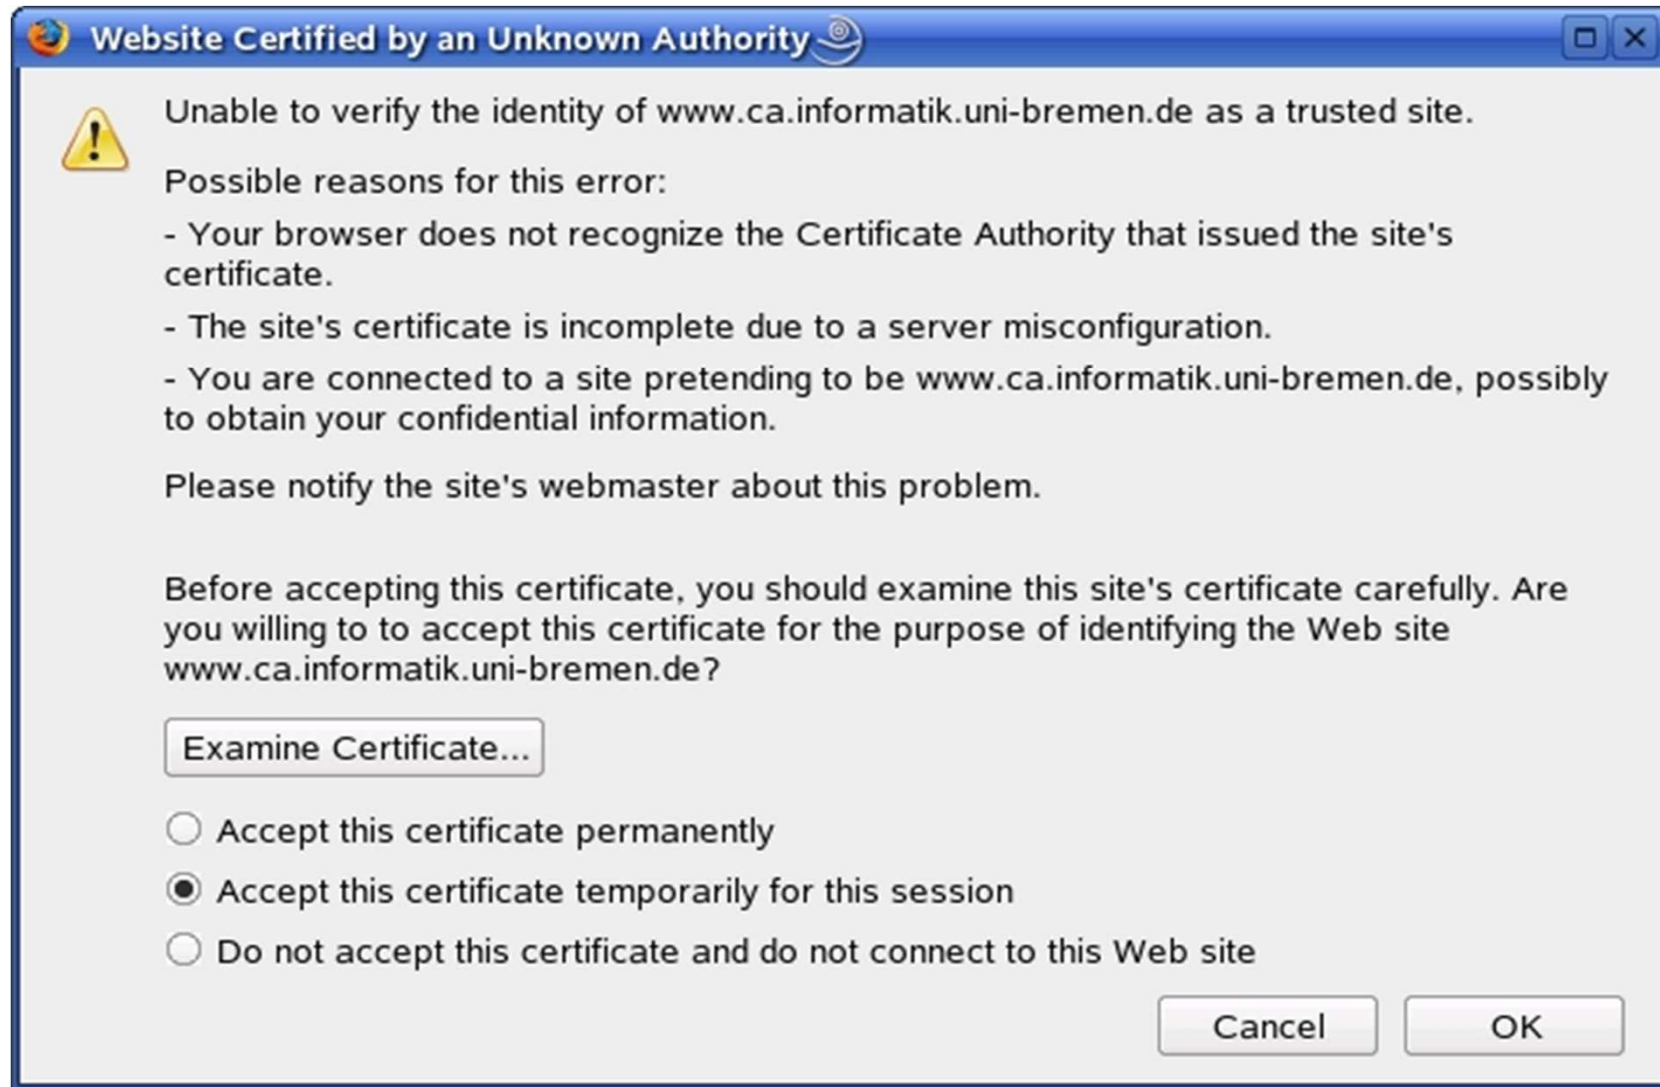 Website Certified by an Unknown Authority
Unable to verify the identity of www.ca.informatik.uni-bremen.de as a trusted site.
Possible reasons for this error:
- Your browser does not recognize the Certificate Authority that issued the site's
certificate.
- The site's certificate is incomplete due to a server misconfiguration.
- You are connected to a site pretending to be www.ca.informatik.uni-bremen.de, possibly
to obtain your confidential information.
Please notify the site's webmaster about this problem.
Before accepting this certificate, you should examine this site's certificate carefully. Are
you willing to to accept this certificate for the purpose of identifying the Web site
www.ca.informatik.uni-bremen.de?
Examine Certificate...
Accept this certificate permanently
Accept this certificate temporarily for this session
Do not accept this certificate and do not connect to this Web site
Cancel OK